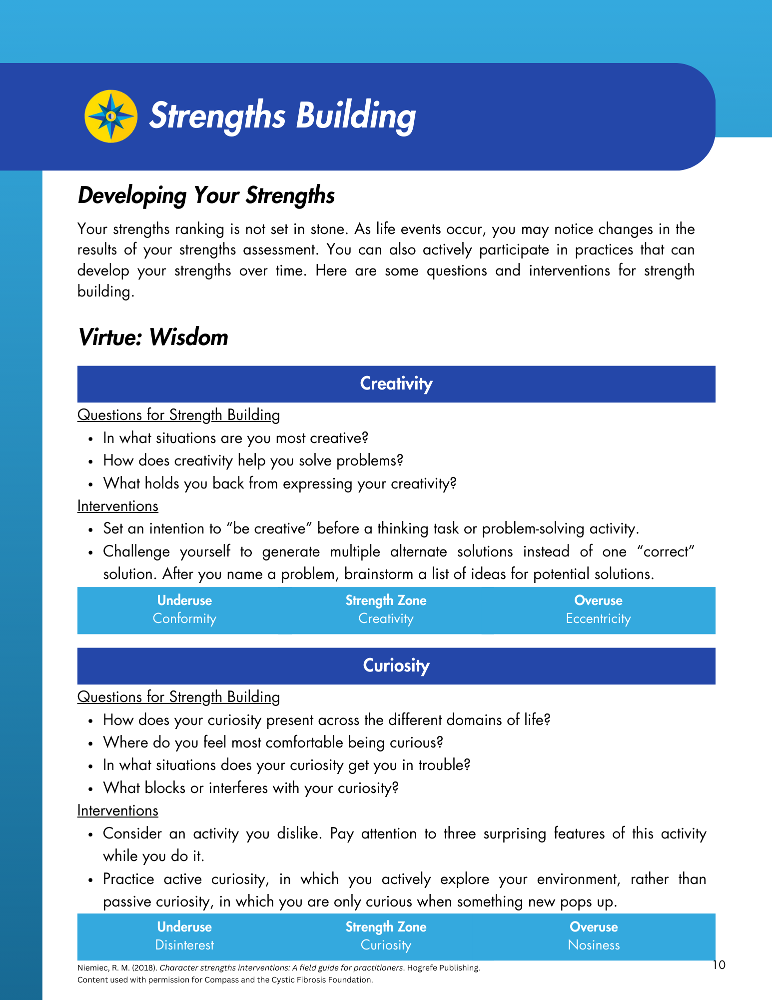 Strengths Building
Developing Your Strengths
Your strengths ranking is not set in stone. As life events occur, you may notice changes in the
results of your strengths assessment. You can also actively participate in practices that can
develop your strengths over time. Here are some questions and interventions for strength
building.
Virtue: Wisdom
Creativity
Questions for Strength Building
• In what situations are you most creative?
• How does creativity help you solve problems?
• What holds you back from expressing your creativity?
Interventions
• Set an intention to “be creative” before a thinking task or problem-solving activity.
• Challenge yourself to generate multiple alternate solutions instead of one “correct”
solution. After you name a problem, brainstorm a list of ideas for potential solutions.
Underuse Strength Zone Overuse
Conformity Creativity Eccentricity
Curiosity
Questions for Strength Building
• How does your curiosity present across the different domains of life?
• Where do you feel most comfortable being curious?
• In what situations does your curiosity get you in trouble?
• What blocks or interferes with your curiosity?
Interventions
• Consider an activity you dislike. Pay attention to three surprising features of this activity
while you do it.
• Practice active curiosity, in which you actively explore your environment, rather than
passive curiosity, in which you are only curious when something new pops up.
Underuse Strength Zone Overuse
Disinterest Curiosity Nosiness
Niemiec, R. M. (2018). Character strengths interventions: A field guide for practitioners. Hogrefe Publishing.
Content used with permission for Compass and the Cystic Fibrosis Foundation.
10